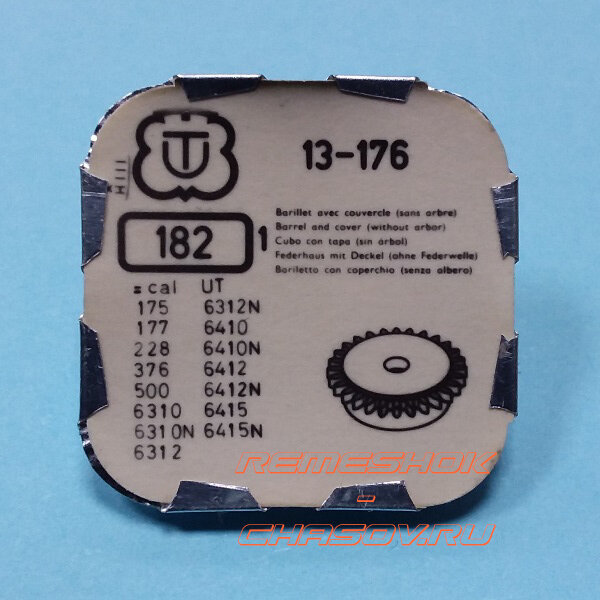 UT
13-176
182 1
Barillet avec couvercle (sans arbre)
Barrel and cover (without arbor)
Cubo con tapa (sin árbol)
Federhaus mit Deckel (ohne Federwelle)
Bariletto con coperchio (senza albero)
= cal UT
175 6312N
177 6410
228 6410N
376 6412
500 6412N
6310 6415
6310N 6415N
6312
REMESHOK
-
CHASOV.RU